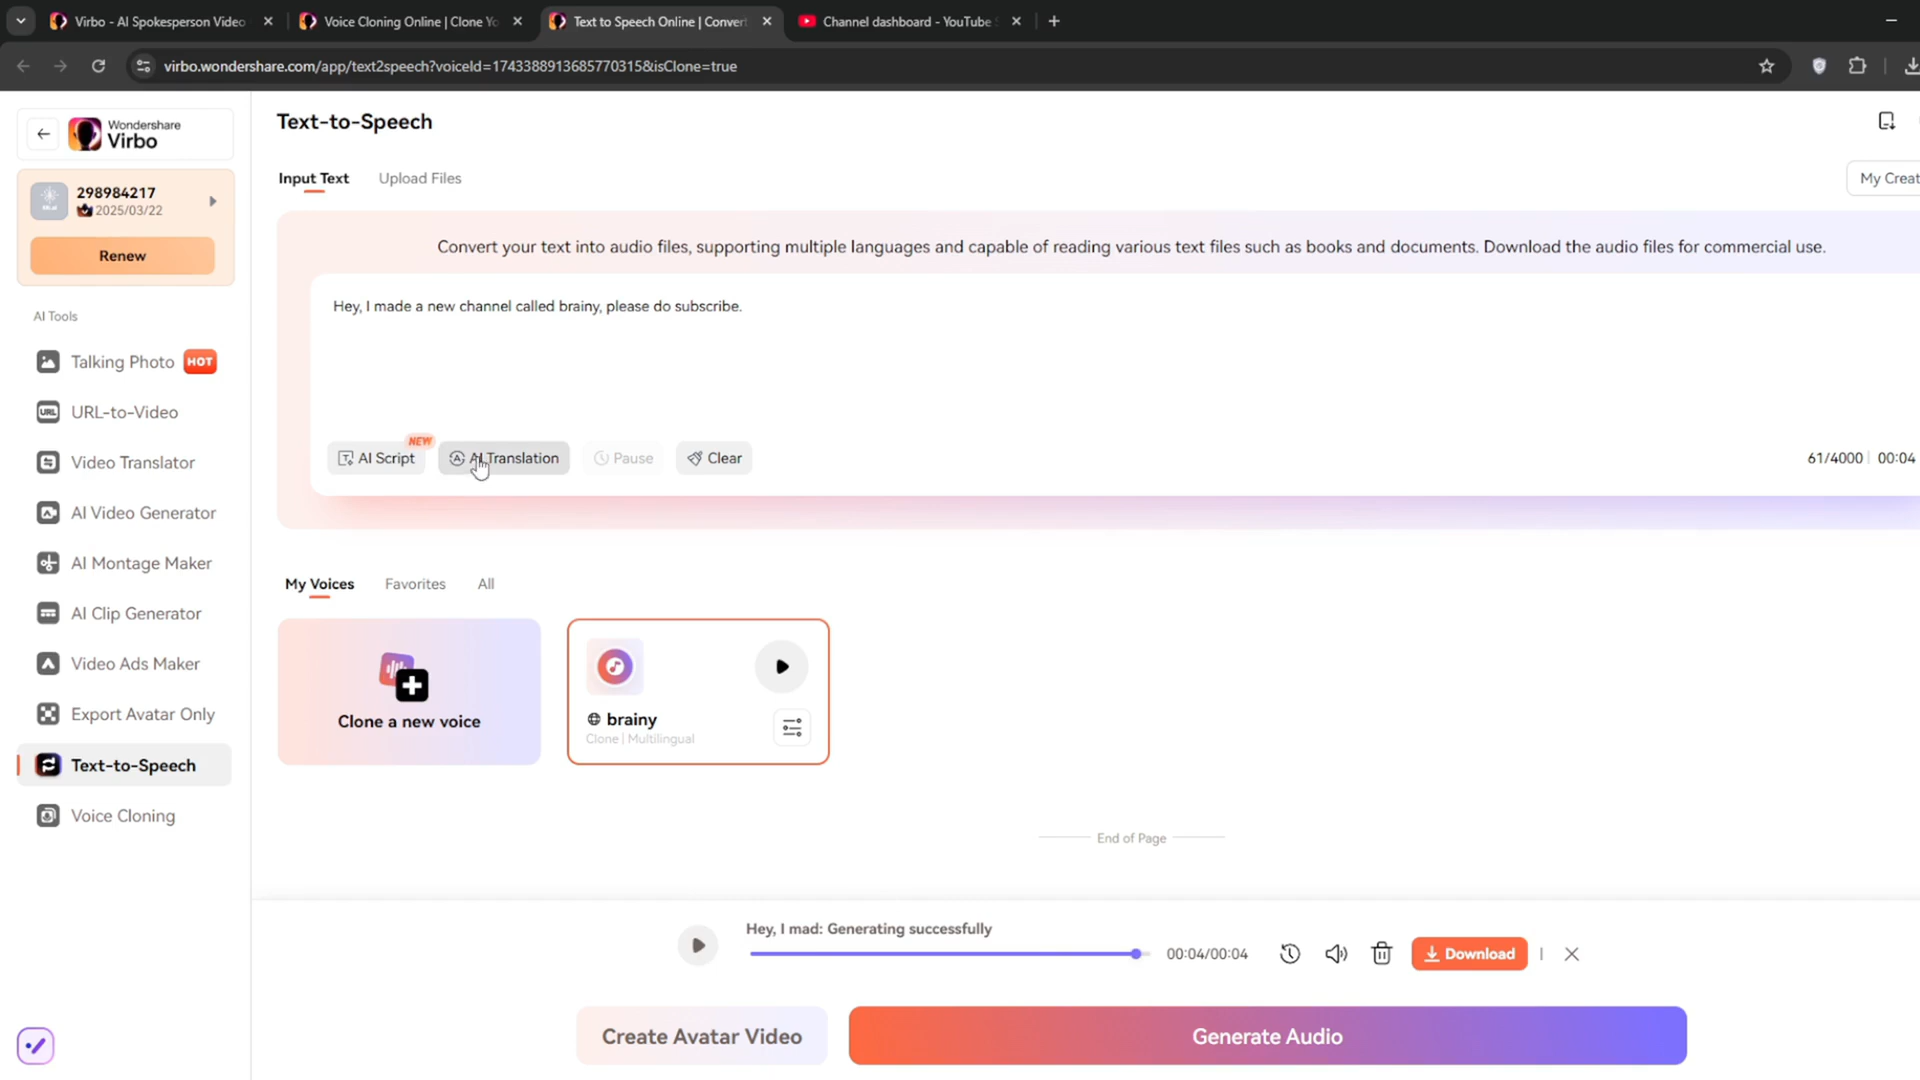 Virbo - AI Spokesperson Video
Voice Cloning Online | Clone Yo
Text to Speech Online | Convert
Channel dashboard - YouTube
virbo.wondershare.com/app/text2speech?voiceId=1743388913685770315&isClone=true
Wondershare
Virbo
298984217
2025/03/22
Renew
AI Tools
Talking Photo HOT
URL URL-to-Video
Video Translator
AI Video Generator
AI Montage Maker
AI Clip Generator
Video Ads Maker
Export Avatar Only
Text-to-Speech
Voice Cloning
Text-to-Speech
Input Text Upload Files
My Creat
Convert your text into audio files, supporting multiple languages and capable of reading various text files such as books and documents. Download the audio files for commercial use.
Hey, I made a new channel called brainy, please do subscribe.
NEW
AI Script AI Translation Pause Clear
61/4000 00:04
My Voices Favorites All
Clone a new voice
brainy
Clone | Multilingual
End of Page
Hey, I mad: Generating successfully
00:04/00:04
Download
Create Avatar Video Generate Audio